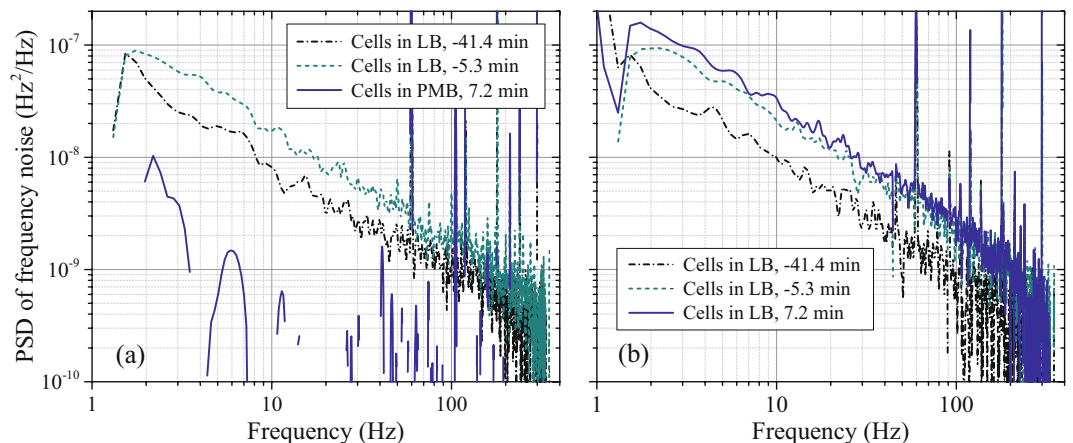 PSD of frequency noise (Hz²/Hz)
10⁻⁷
10⁻⁸
10⁻⁹
10⁻¹⁰
Cells in LB, -41.4 min
Cells in LB, -5.3 min
Cells in PMB, 7.2 min
(a)
1 10 100
Frequency (Hz)
Cells in LB, -41.4 min
Cells in LB, -5.3 min
Cells in LB, 7.2 min
(b)
1 10 100
Frequency (Hz)